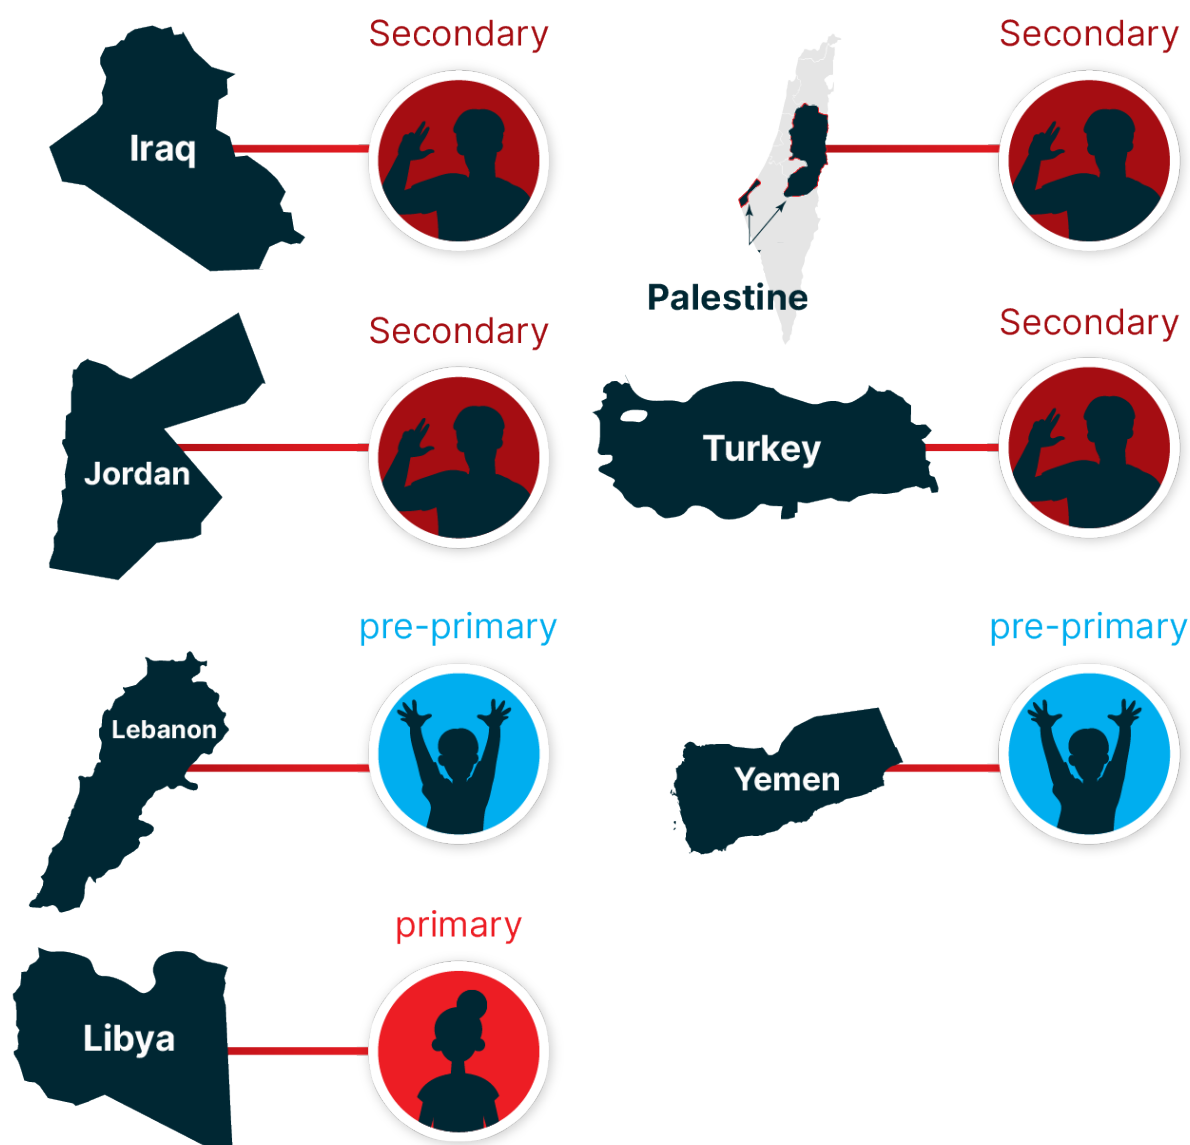 Secondary
Iraq
Secondary
Palestine
Secondary
Jordan
Secondary
Turkey
pre-primary
Lebanon
pre-primary
Yemen
primary
Libya